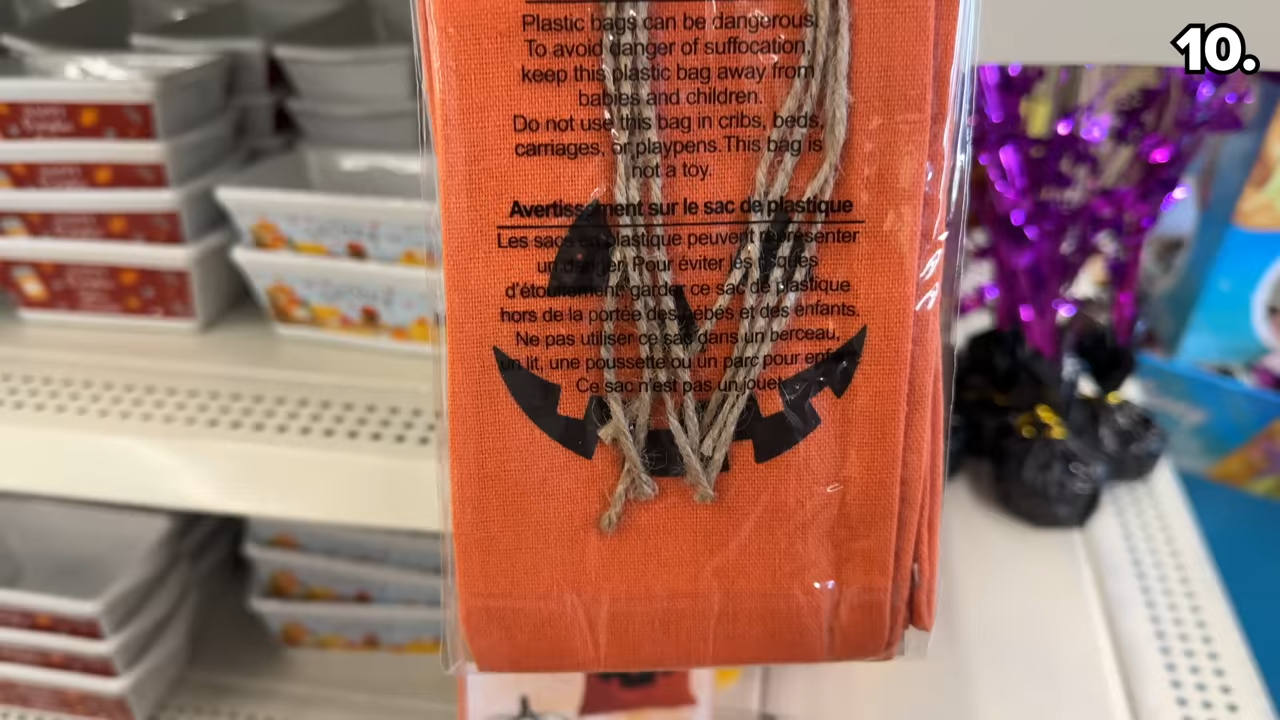 10.
Plastic bags can be dangerous.
To avoid danger of suffocation,
keep this plastic bag away from
babies and children.
Do not use this bag in cribs, beds,
carriages, or playpens.This bag is
not a toy.
Avertissement sur le sac de plastique
Les sacs en plastique peuvent représenter
un danger. Pour éviter les risques
d'étouffement, garder ce sac de plastique
hors de la portée des bébés et des enfants.
Ne pas utiliser ce sac dans un berceau,
un lit, une poussette ou un parc pour enfant.
Ce sac n'est pas un jouet.